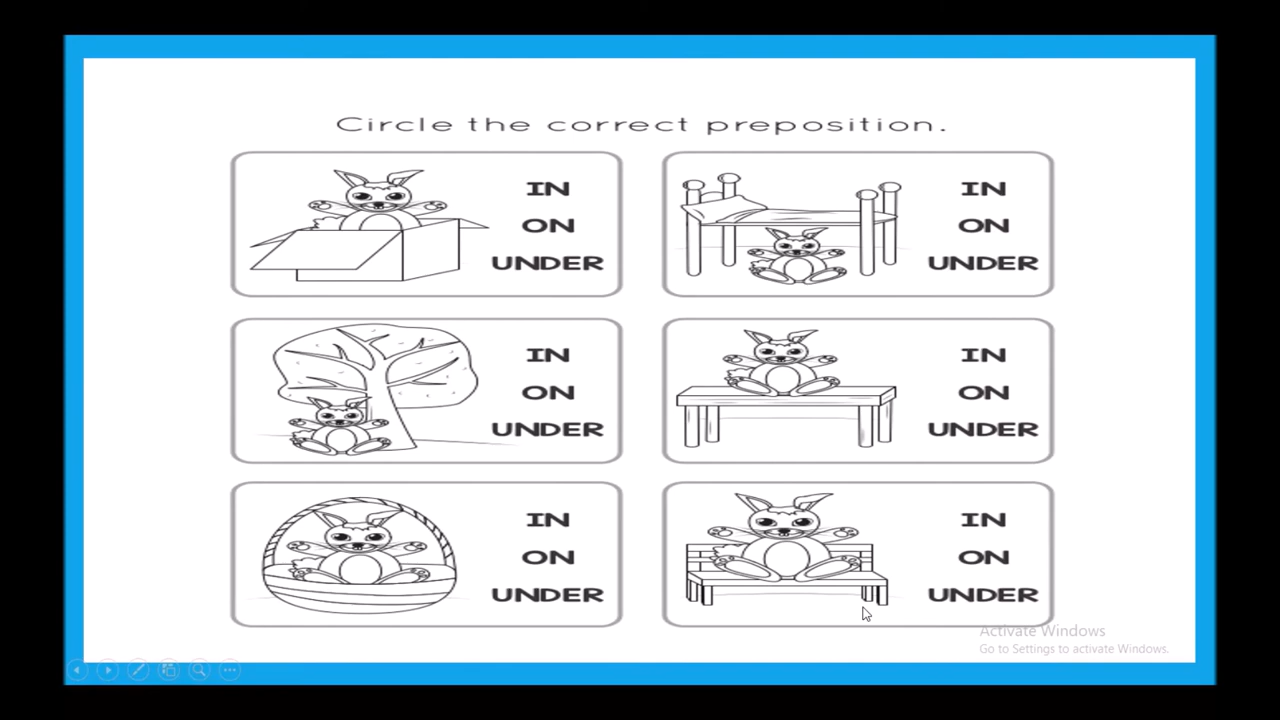 Circle the correct preposition.
IN
ON
UNDER
IN
ON
UNDER
IN
ON
UNDER
IN
ON
UNDER
IN
ON
UNDER
IN
ON
UNDER
Activate Windows
Go to Settings to activate Windows.